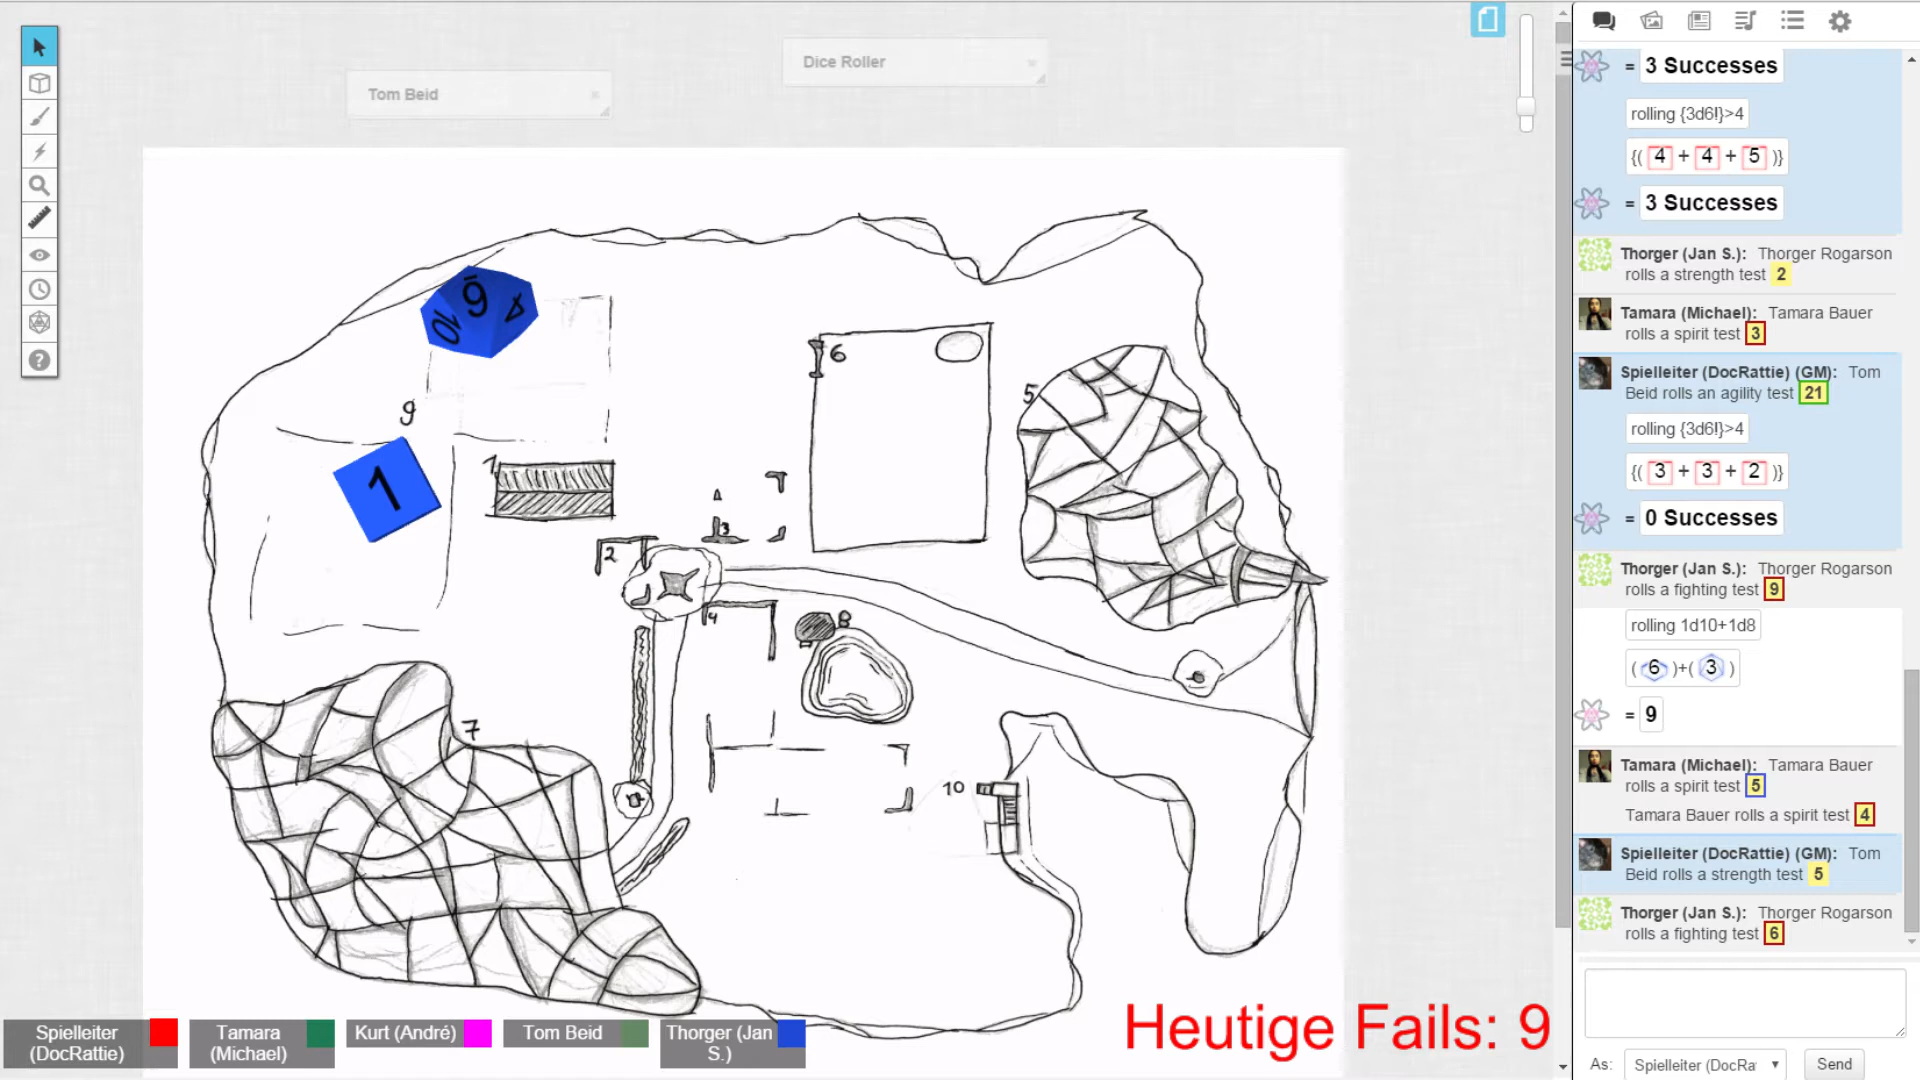 Dice Roller
Tom Beid
6
4
10
1
9
1
2
3
4
5
6
7
8
10
Spielleiter
(DocRattie)
Tamara
(Michael)
Kurt (André)
Tom Beid
Thorger (Jan
S.)
Heutige Fails: 9
= 3 Successes
rolling {3d6!}>4
{( 4 + 4 + 5 )}
= 3 Successes
Thorger (Jan S.): Thorger Rogarson
rolls a strength test 2
Tamara (Michael): Tamara Bauer
rolls a spirit test 3
Spielleiter (DocRattie) (GM): Tom
Beid rolls an agility test 21
rolling {3d6!}>4
{( 3 + 3 + 2 )}
= 0 Successes
Thorger (Jan S.): Thorger Rogarson
rolls a fighting test 9
rolling 1d10+1d8
( 6 )+( 3 )
= 9
Tamara (Michael): Tamara Bauer
rolls a spirit test 5
Tamara Bauer rolls a spirit test 4
Spielleiter (DocRattie) (GM): Tom
Beid rolls a strength test 5
Thorger (Jan S.): Thorger Rogarson
rolls a fighting test 6
As: Spielleiter (DocRa Send